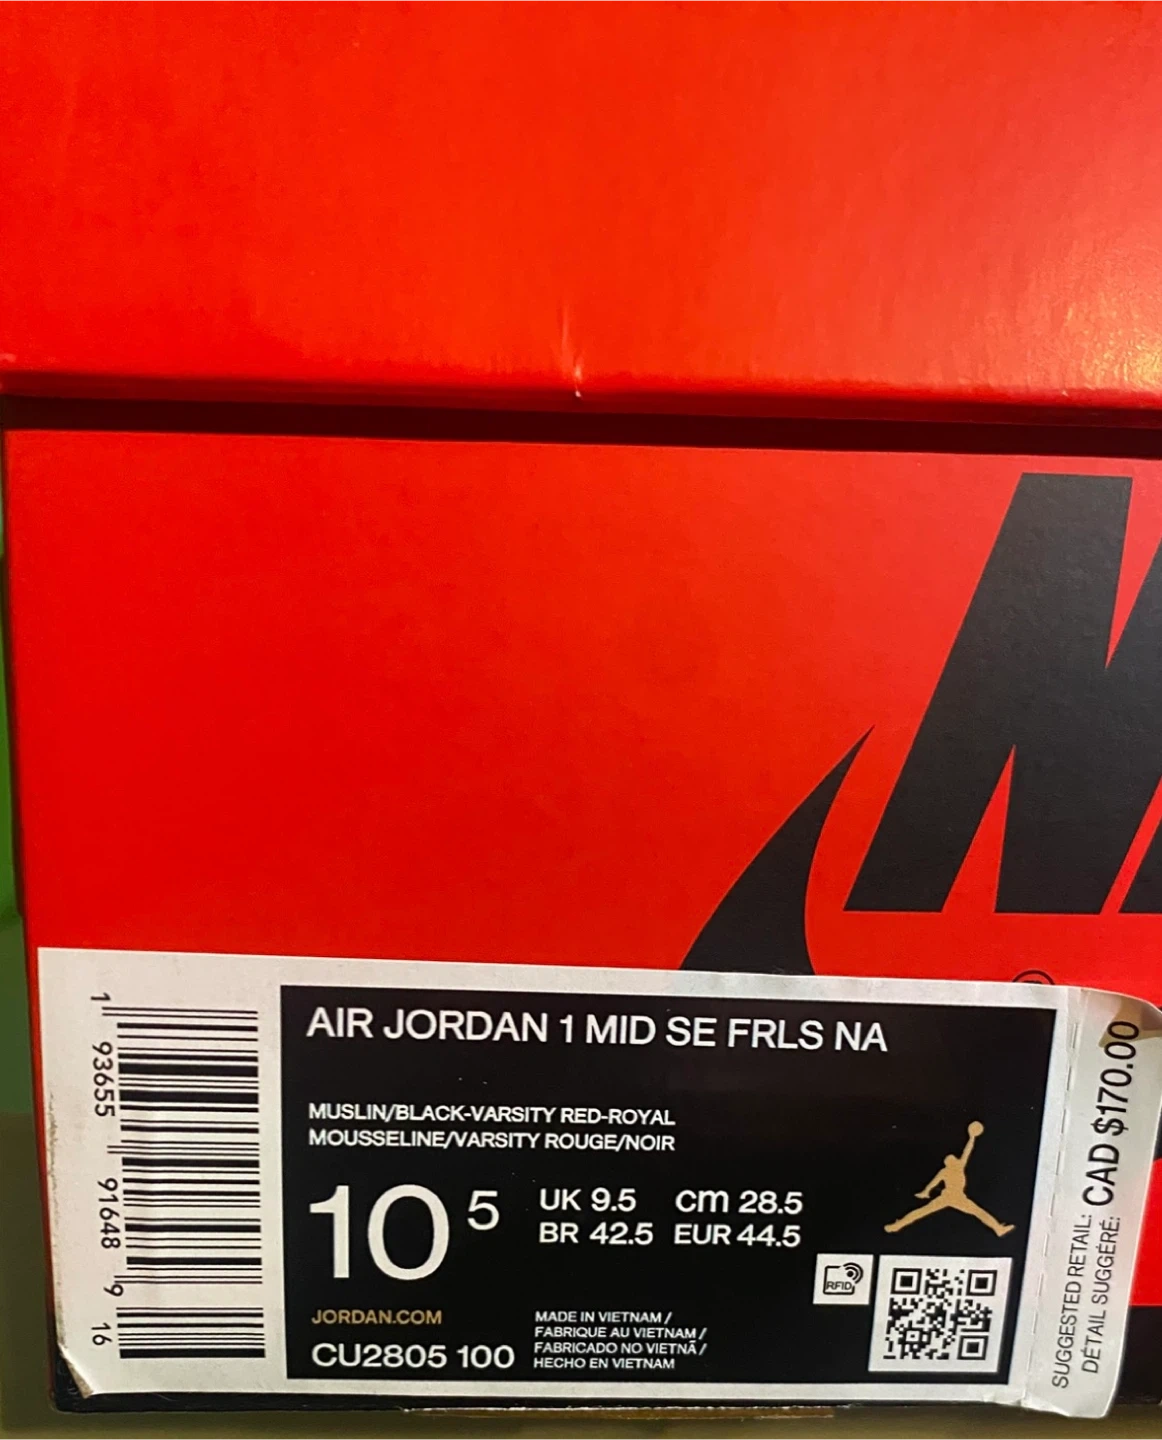 AIR JORDAN 1 MID SE FRLS NA
MUSLIN/BLACK-VARSITY RED-ROYAL
MOUSSELINE/VARSITY ROUGE/NOIR
10 5
UK 9.5 cm 28.5
BR 42.5 EUR 44.5
RFID
JORDAN.COM
CU2805 100
MADE IN VIETNAM /
FABRIQUE AU VIETNAM /
FABRICADO NO VIETNÃ /
HECHO EN VIETNAM
1 93655 91648 9 16
SUGGESTED RETAIL: CAD $170.00
DÉTAIL SUGGÉRÉ: